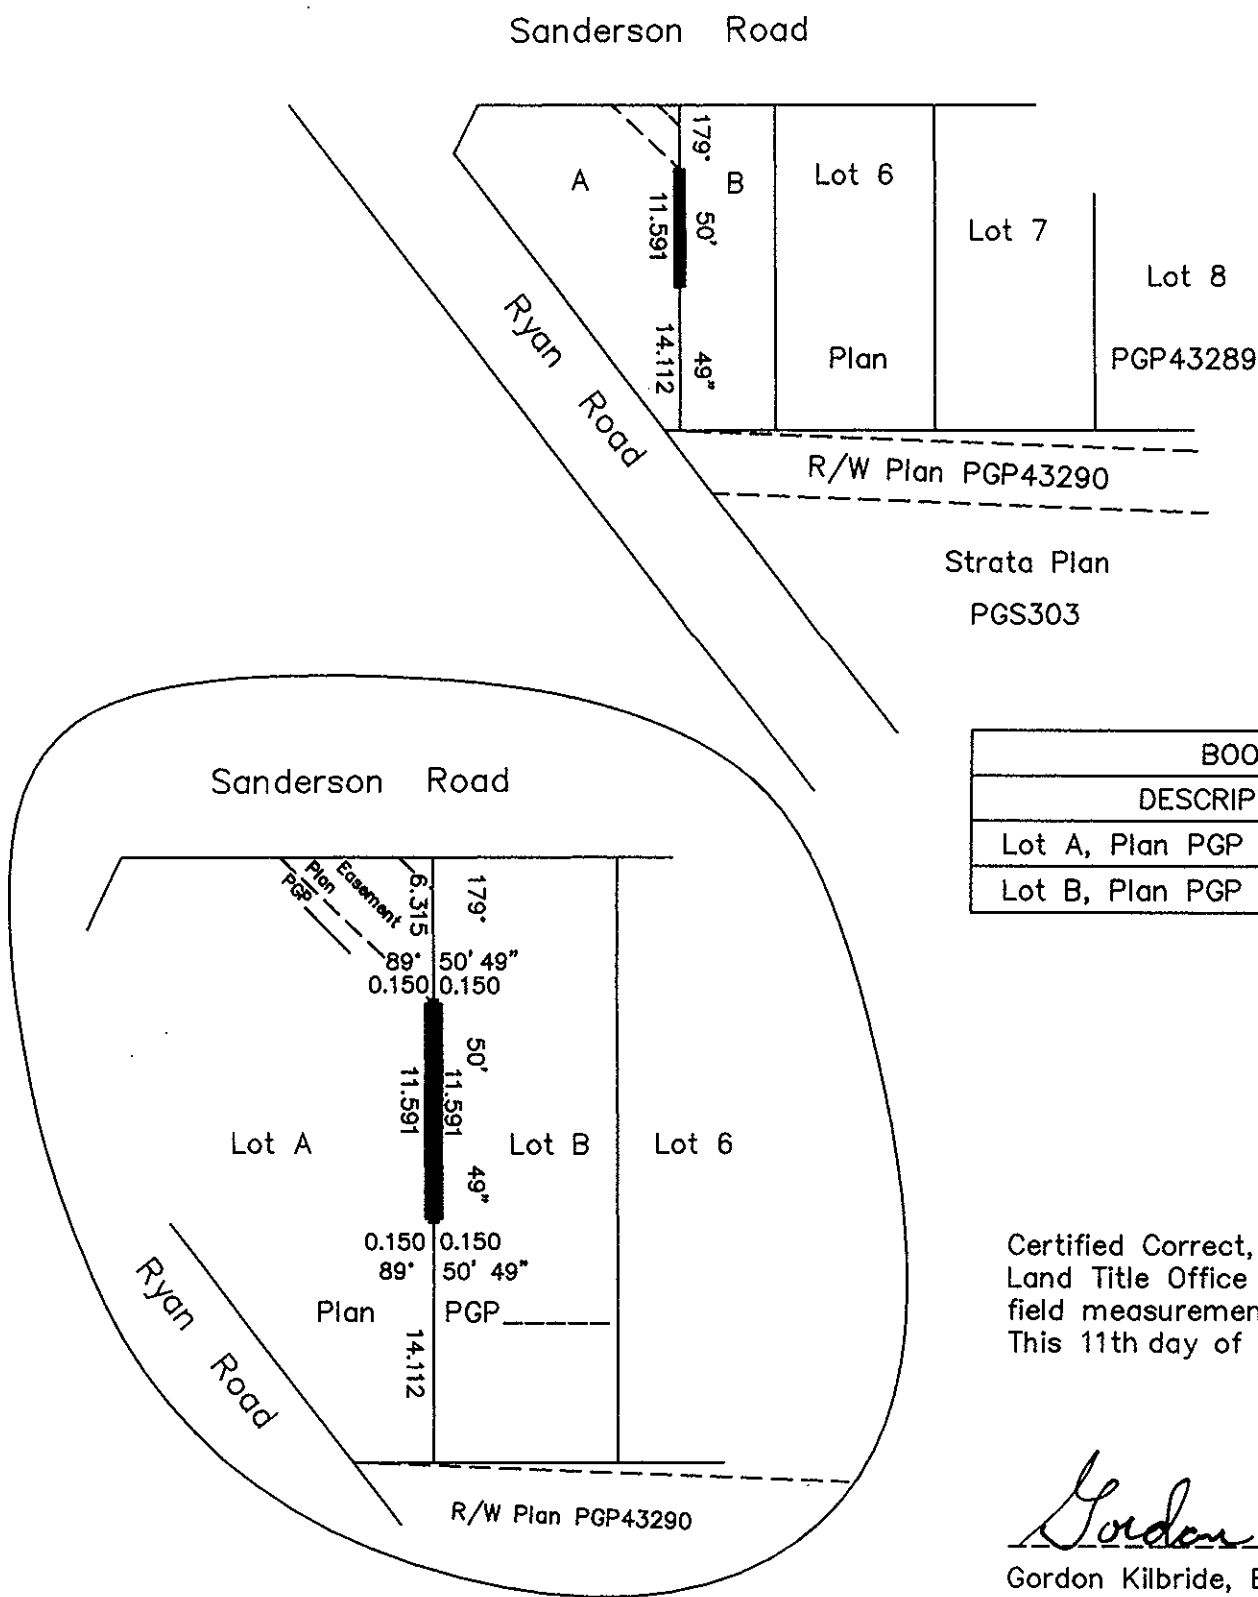 Sanderson Road
179°
A
B
Lot 6
11.591
50'
Lot 7
Lot 8
Ryan Road
14.112
49"
Plan
PGP43289
R/W Plan PGP43290
Strata Plan
PGS303
BOO
DESCRIP
Lot A, Plan PGP
Lot B, Plan PGP
Sanderson Road
Easement
Plan
PGP
6.315
179°
89° 50' 49"
0.150 0.150
50'
11.591
11.591
Lot A
Lot B
Lot 6
49"
0.150 0.150
89° 50' 49"
Ryan Road
Plan PGP______
14.112
R/W Plan PGP43290
Certified Correct,
Land Title Office
field measuremen
This 11th day of
Gordon
Gordon Kilbride, B